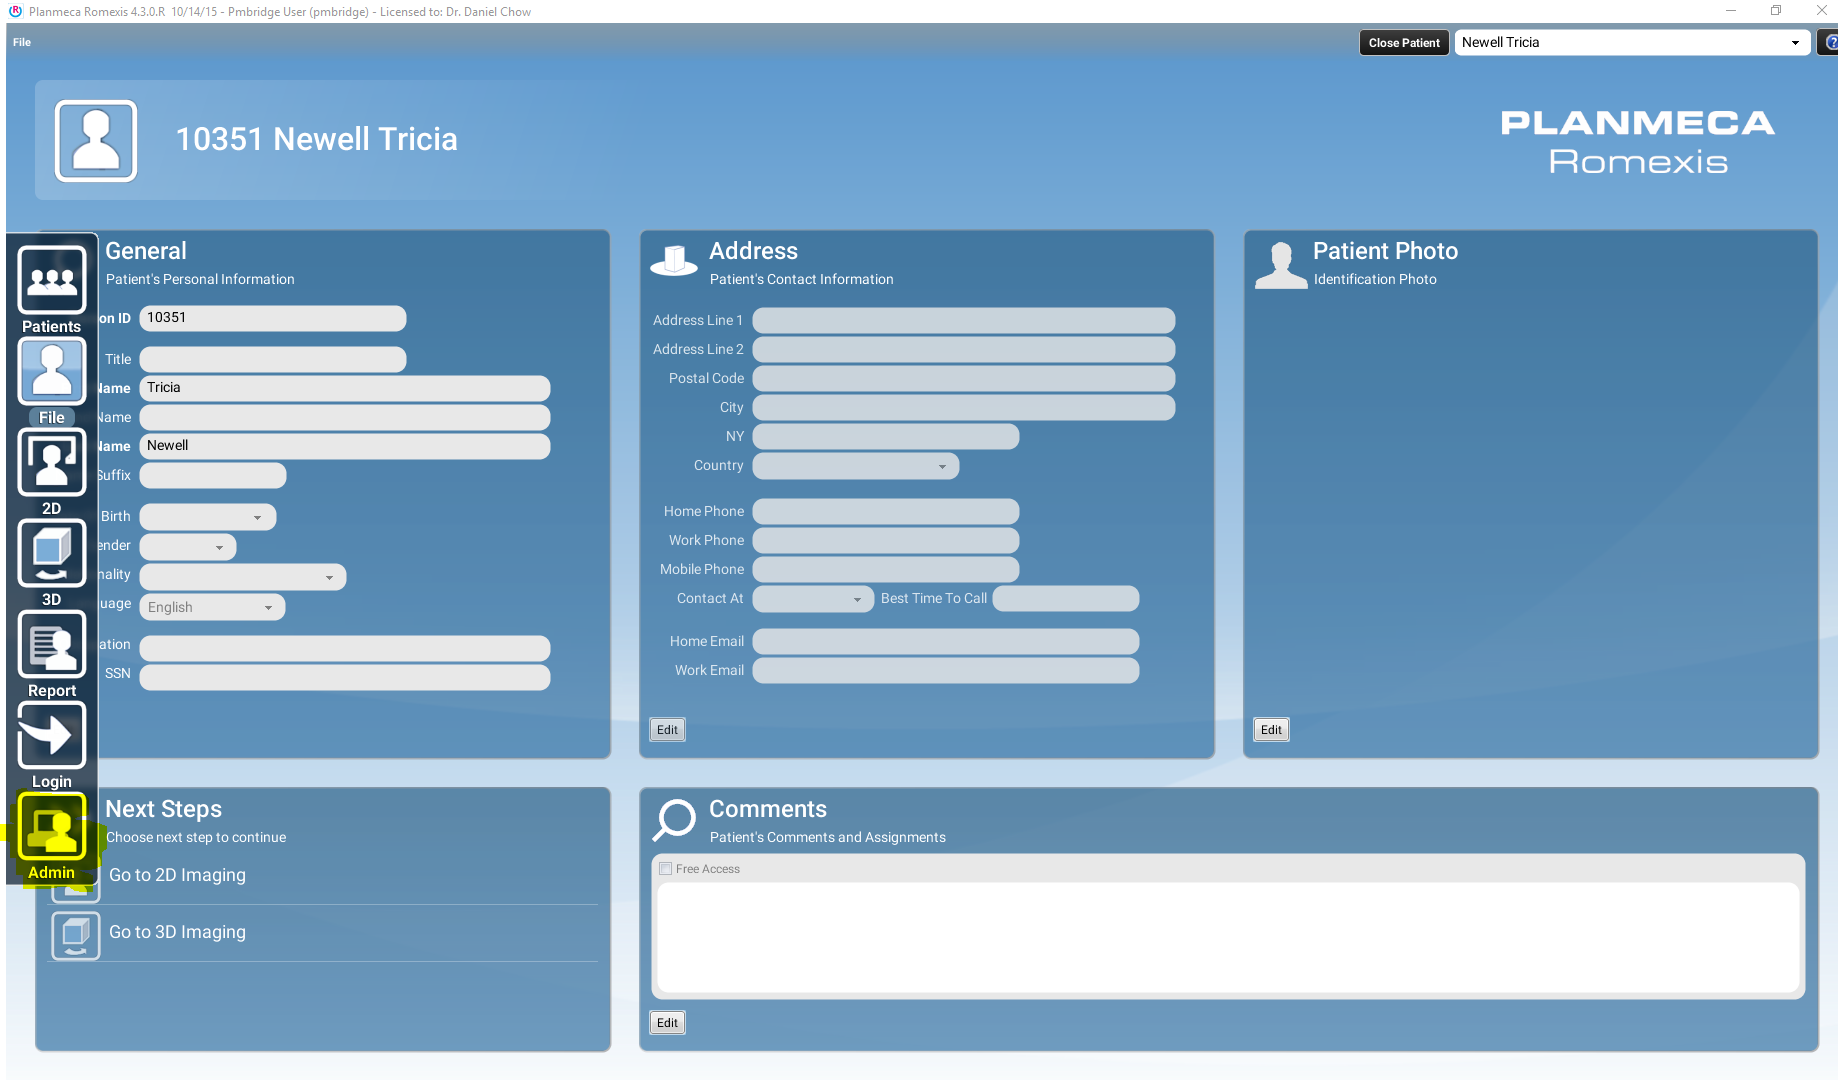 Planmeca Romexis 4.3.0.R 10/14/15 - Pmbridge User (pmbridge) - Licensed to: Dr. Daniel Chow
File
Close Patient
Newell Tricia
10351 Newell Tricia
PLANMECA
Romexis
Patients
File
2D
3D
Report
Login
Admin
General
Patient's Personal Information
on ID 10351
Title
Name Tricia
Name
Name Newell
Suffix
Birth
ender
nality
uage English
ation
SSN
Address
Patient's Contact Information
Address Line 1
Address Line 2
Postal Code
City
NY
Country
Home Phone
Work Phone
Mobile Phone
Contact At Best Time To Call
Home Email
Work Email
Edit
Patient Photo
Identification Photo
Edit
Next Steps
Choose next step to continue
Go to 2D Imaging
Go to 3D Imaging
Comments
Patient's Comments and Assignments
Free Access
Edit